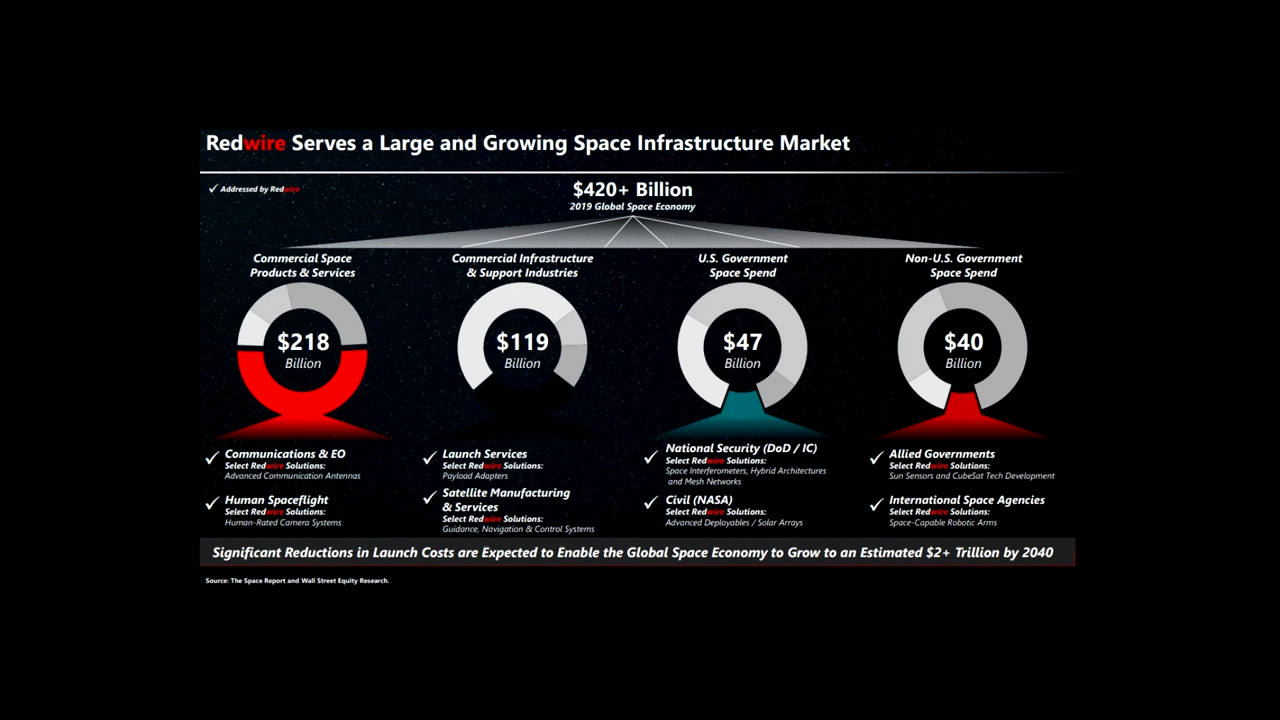 Redwire Serves a Large and Growing Space Infrastructure Market
✓ Addressed by Redwire
$420+ Billion
2019 Global Space Economy
Commercial Space
Products & Services
$218
Billion
✓ Communications & EO
Select Redwire Solutions:
Advanced Communication Antennas
✓ Human Spaceflight
Select Redwire Solutions:
Human-Rated Camera Systems
Commercial Infrastructure
& Support Industries
$119
Billion
✓ Launch Services
Select Redwire Solutions:
Payload Adapters
✓ Satellite Manufacturing
& Services
Select Redwire Solutions:
Guidance, Navigation & Control Systems
U.S. Government
Space Spend
$47
Billion
✓ National Security (DoD / IC)
Select Redwire Solutions:
Space Interferometers, Hybrid Architectures
and Mesh Networks
✓ Civil (NASA)
Select Redwire Solutions:
Advanced Deployables / Solar Arrays
Non-U.S. Government
Space Spend
$40
Billion
✓ Allied Governments
Select Redwire Solutions:
Sun Sensors and CubeSat Tech Development
✓ International Space Agencies
Select Redwire Solutions:
Space-Capable Robotic Arms
Significant Reductions in Launch Costs are Expected to Enable the Global Space Economy to Grow to an Estimated $2+ Trillion by 2040
Source: The Space Report and Wall Street Equity Research.